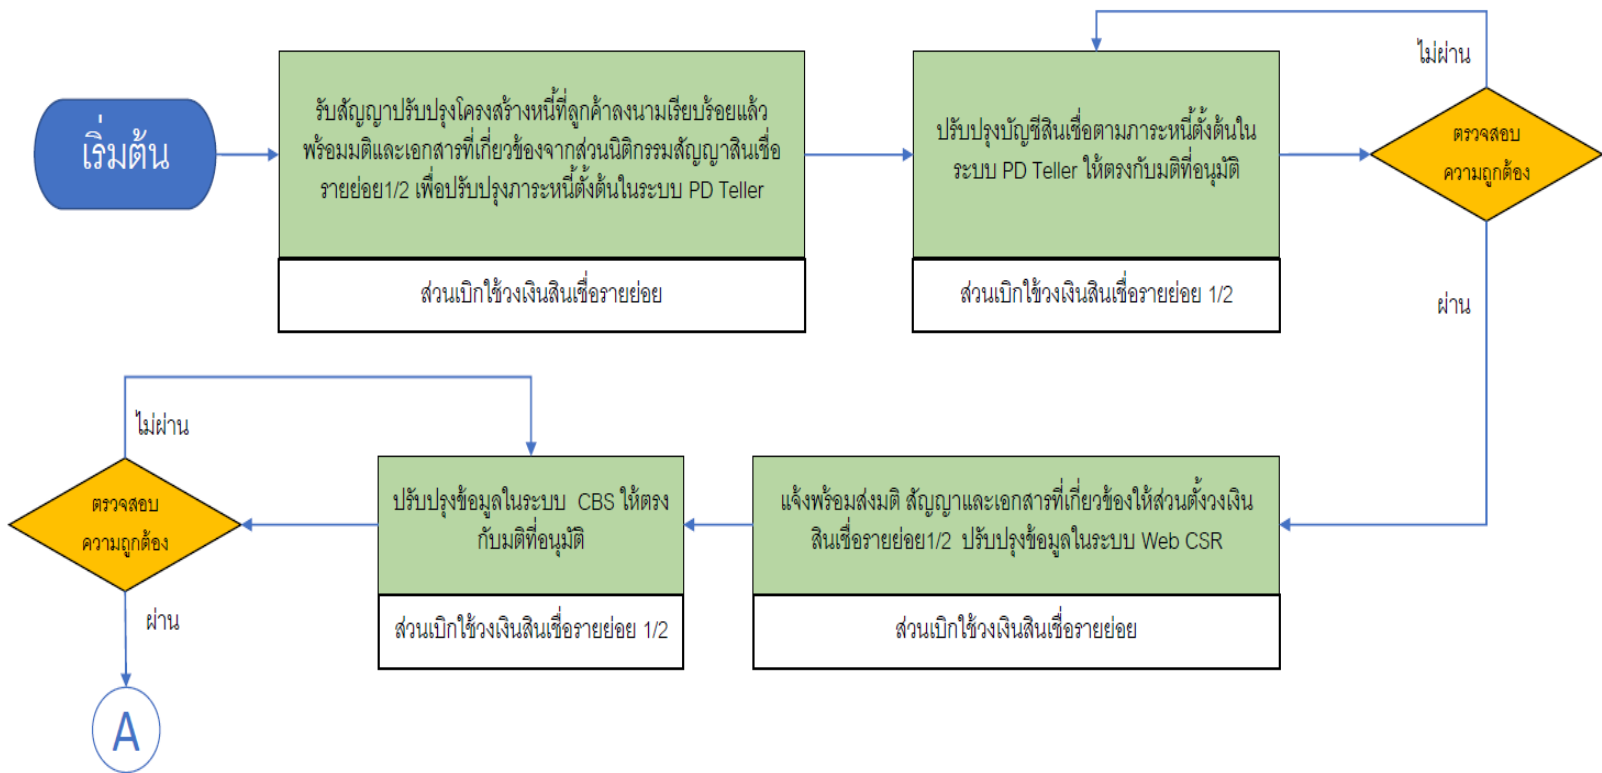 เริ่มต้น
รับสัญญาปรับปรุงโครงสร้างหนี้ที่ลูกค้าลงนามเรียบร้อยแล้ว
พร้อมมติและเอกสารที่เกี่ยวข้องจากส่วนนิติกรรมสัญญาสินเชื่อ
รายย่อย1/2 เพื่อปรับปรุงภาระหนี้ตั้งต้นในระบบ PD Teller
ส่วนเบิกใช้วงเงินสินเชื่อรายย่อย
ปรับปรุงบัญชีสินเชื่อตามภาระหนี้ตั้งต้นใน
ระบบ PD Teller ให้ตรงกับมติที่อนุมัติ
ส่วนเบิกใช้วงเงินสินเชื่อรายย่อย 1/2
ไม่ผ่าน
ตรวจสอบ
ความถูกต้อง
ผ่าน
แจ้งพร้อมส่งมติ สัญญาและเอกสารที่เกี่ยวข้องให้ส่วนตั้งวงเงิน
สินเชื่อรายย่อย1/2 ปรับปรุงข้อมูลในระบบ Web CSR
ส่วนเบิกใช้วงเงินสินเชื่อรายย่อย
ปรับปรุงข้อมูลในระบบ CBS ให้ตรง
กับมติที่อนุมัติ
ส่วนเบิกใช้วงเงินสินเชื่อรายย่อย 1/2
ไม่ผ่าน
ตรวจสอบ
ความถูกต้อง
ผ่าน
A